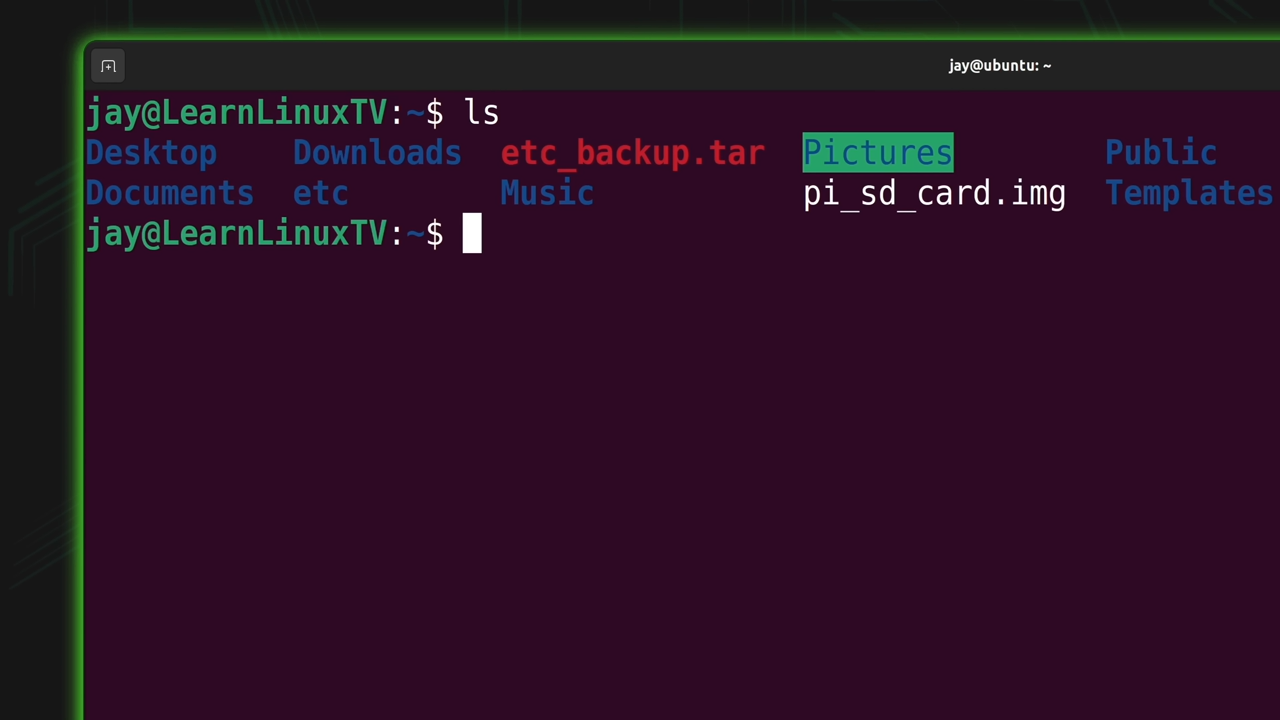 jay@ubuntu: ~
jay@LearnLinuxTV:~$ ls
Desktop Downloads etc_backup.tar Pictures Public
Documents etc Music pi_sd_card.img Templates
jay@LearnLinuxTV:~$